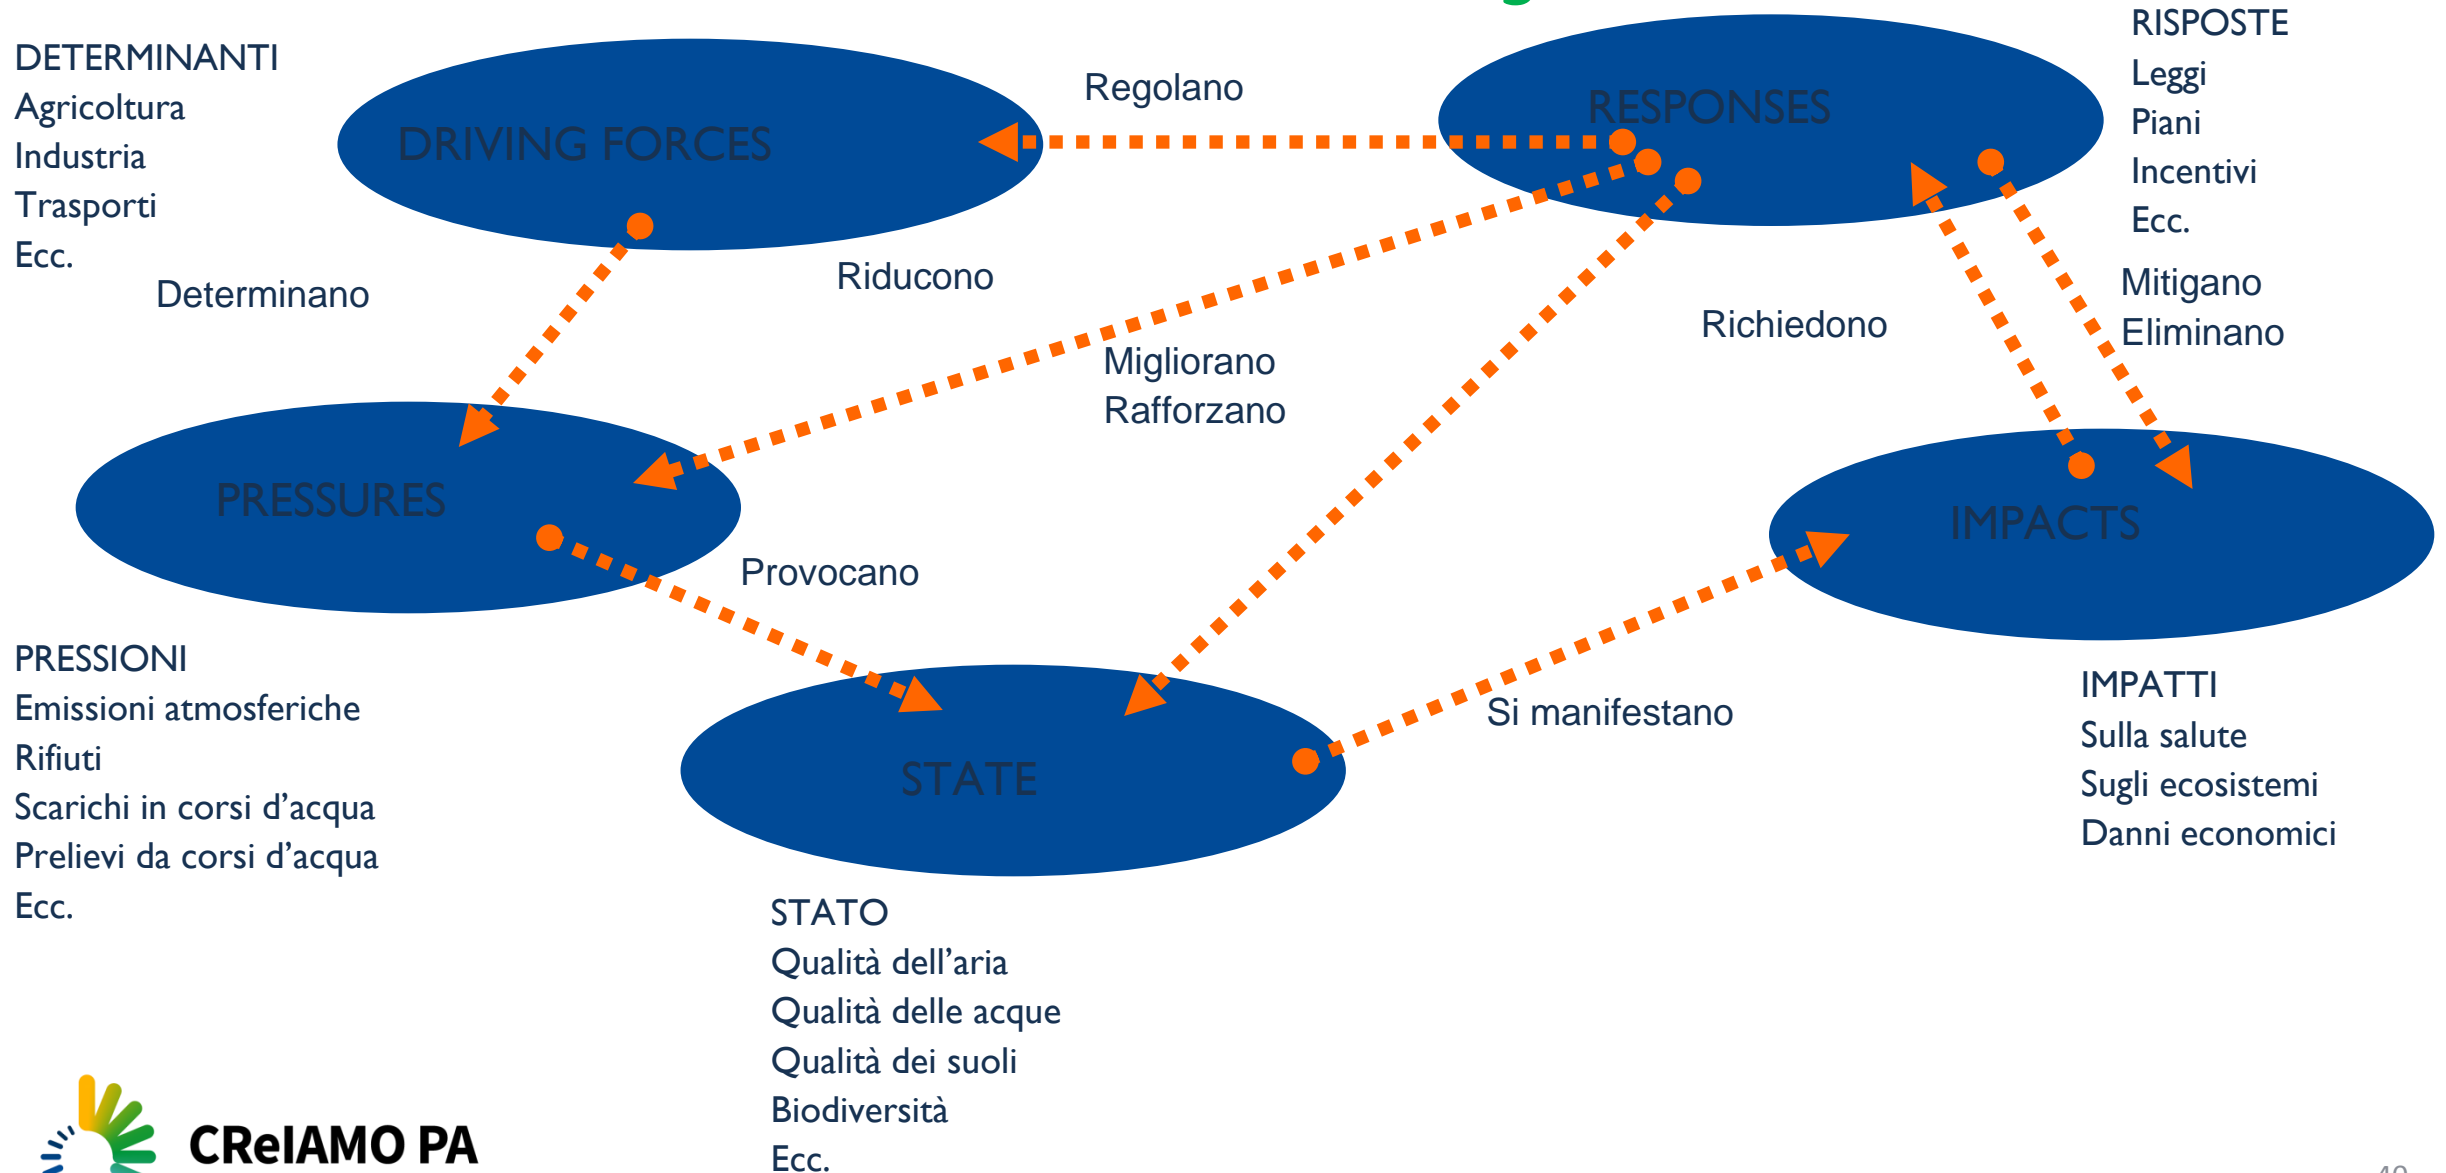 DETERMINANTI
Agricoltura
Industria
Trasporti
Ecc.
DRIVING FORCES
Regolano
RESPONSES
RISPOSTE
Leggi
Piani
Incentivi
Ecc.
Determinano
Riducono
Migliorano
Rafforzano
Richiedono
Mitigano
Eliminano
PRESSURES
Provocano
IMPACTS
PRESSIONI
Emissioni atmosferiche
Rifiuti
Scarichi in corsi d’acqua
Prelievi da corsi d’acqua
Ecc.
STATE
Si manifestano
IMPATTI
Sulla salute
Sugli ecosistemi
Danni economici
STATO
Qualità dell’aria
Qualità delle acque
Qualità dei suoli
Biodiversità
Ecc.
CReIAMO PA